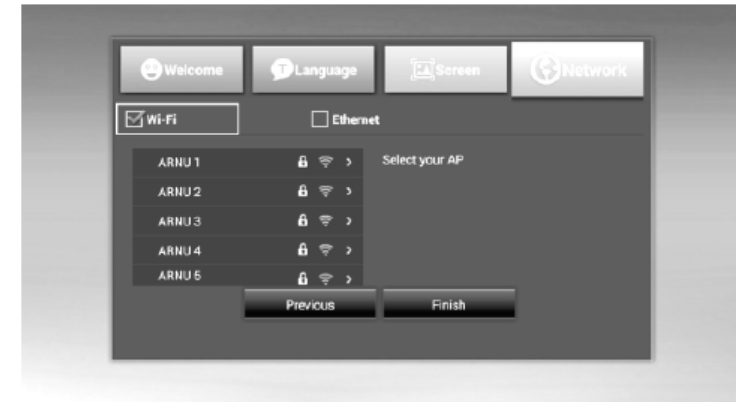 Welcome Language Screen Network
Wi-Fi Ethernet
ARNU 1 Select your AP
ARNU 2
ARNU 3
ARNU 4
ARNU 5
Previous Finish